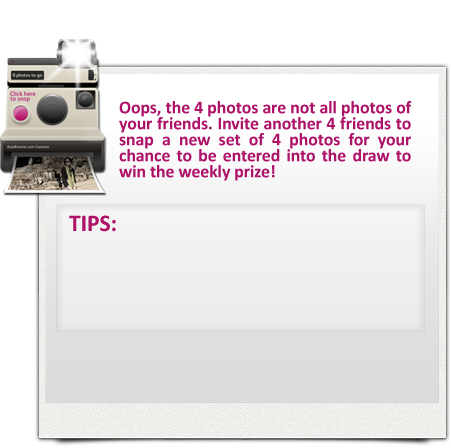 0 photos to go
Click here
to snap
AsiaRooms.com Camera
Oops, the 4 photos are not all photos of
your friends. Invite another 4 friends to
snap a new set of 4 photos for your
chance to be entered into the draw to
win the weekly prize!
TIPS: